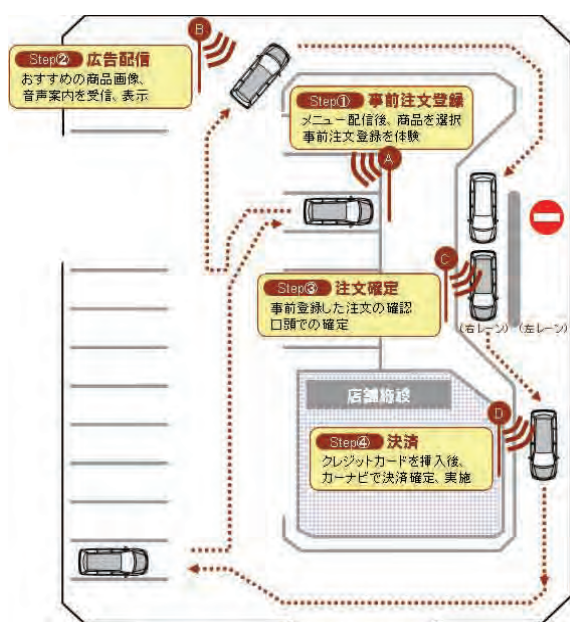 B
Step② 広告配信
おすすめの商品画像、
音声案内を受信、表示
Step① 事前注文登録
メニュー配信後、商品を選択
事前注文登録を体験
A
C
Step③ 注文確定
事前登録した注文の確認
口頭での確定
(右レーン) (左レーン)
店舗施設
D
Step④ 決済
クレジットカードを挿入後、
カーナビで決済確定、実施